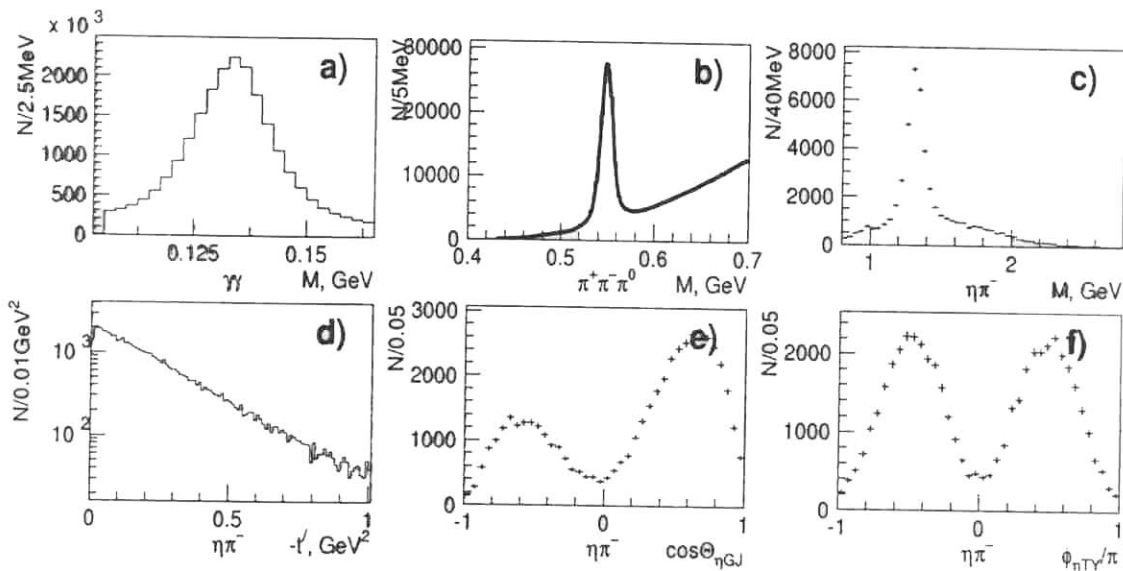 × 10³
N/2.5MeV
2000
1500
1000
500
0
a)
0.125
0.15
γγ
M, GeV
N/5MeV
30000
20000
10000
0
b)
0.4
0.5
0.6
0.7
π⁺π⁻π⁰
M, GeV
N/40MeV
8000
6000
4000
2000
0
c)
1
2
ηπ⁻
M, GeV
N/0.01GeV²
10³
10²
d)
0
0.5
1
ηπ⁻
-t′, GeV²
N/0.05
3000
2000
1000
0
e)
-1
0
1
ηπ⁻
cosΘηGJ
N/0.05
2000
1000
0
f)
-1
0
1
ηπ⁻
ϕηTY/π